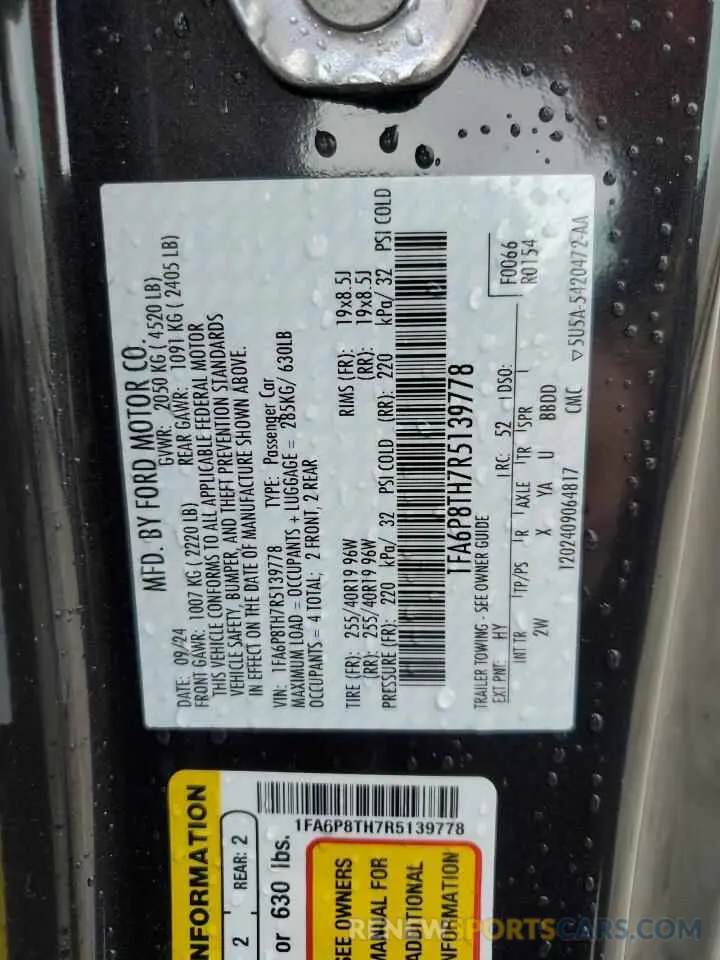 MFD. BY FORD MOTOR CO.
DATE: 09/24 GVWR: 2050 KG ( 4520 LB)
FRONT GAWR: 1007 KG ( 2220 LB) REAR GAWR: 1091 KG ( 2405 LB)
THIS VEHICLE CONFORMS TO ALL APPLICABLE FEDERAL MOTOR
VEHICLE SAFETY, BUMPER, AND THEFT PREVENTION STANDARDS
IN EFFECT ON THE DATE OF MANUFACTURE SHOWN ABOVE.
VIN: 1FA6P8TH7R5139778 TYPE: Passenger Car
MAXIMUM LOAD = OCCUPANTS + LUGGAGE = 285KG/ 630LB
OCCUPANTS = 4 TOTAL; 2 FRONT, 2 REAR
TIRE (FR): 255/40R19 96W RIMS (FR): 19x8.5J
(RR): 255/40R19 96W (RR): 19x8.5J
PRESSURE (FR): 220 kPa/ 32 PSI COLD (RR): 220 kPa/ 32 PSI COLD
1FA6P8TH7R5139778
TRAILER TOWING - SEE OWNER GUIDE F0066
EXT PNT: HY RC: 52 DSO: R0154
INT TR TP/PS R AXLE TR SPR
2W X YA U BBDD
1202409064817 CMC ▽5U5A-5420472-AA
1FA6P8TH7R5139778
NFORMATION
2 REAR: 2
or 630 lbs.
SEE OWNERS
MANUAL FOR
ADDITIONAL
NFORMATION
RENEWSPORTSCARS.COM